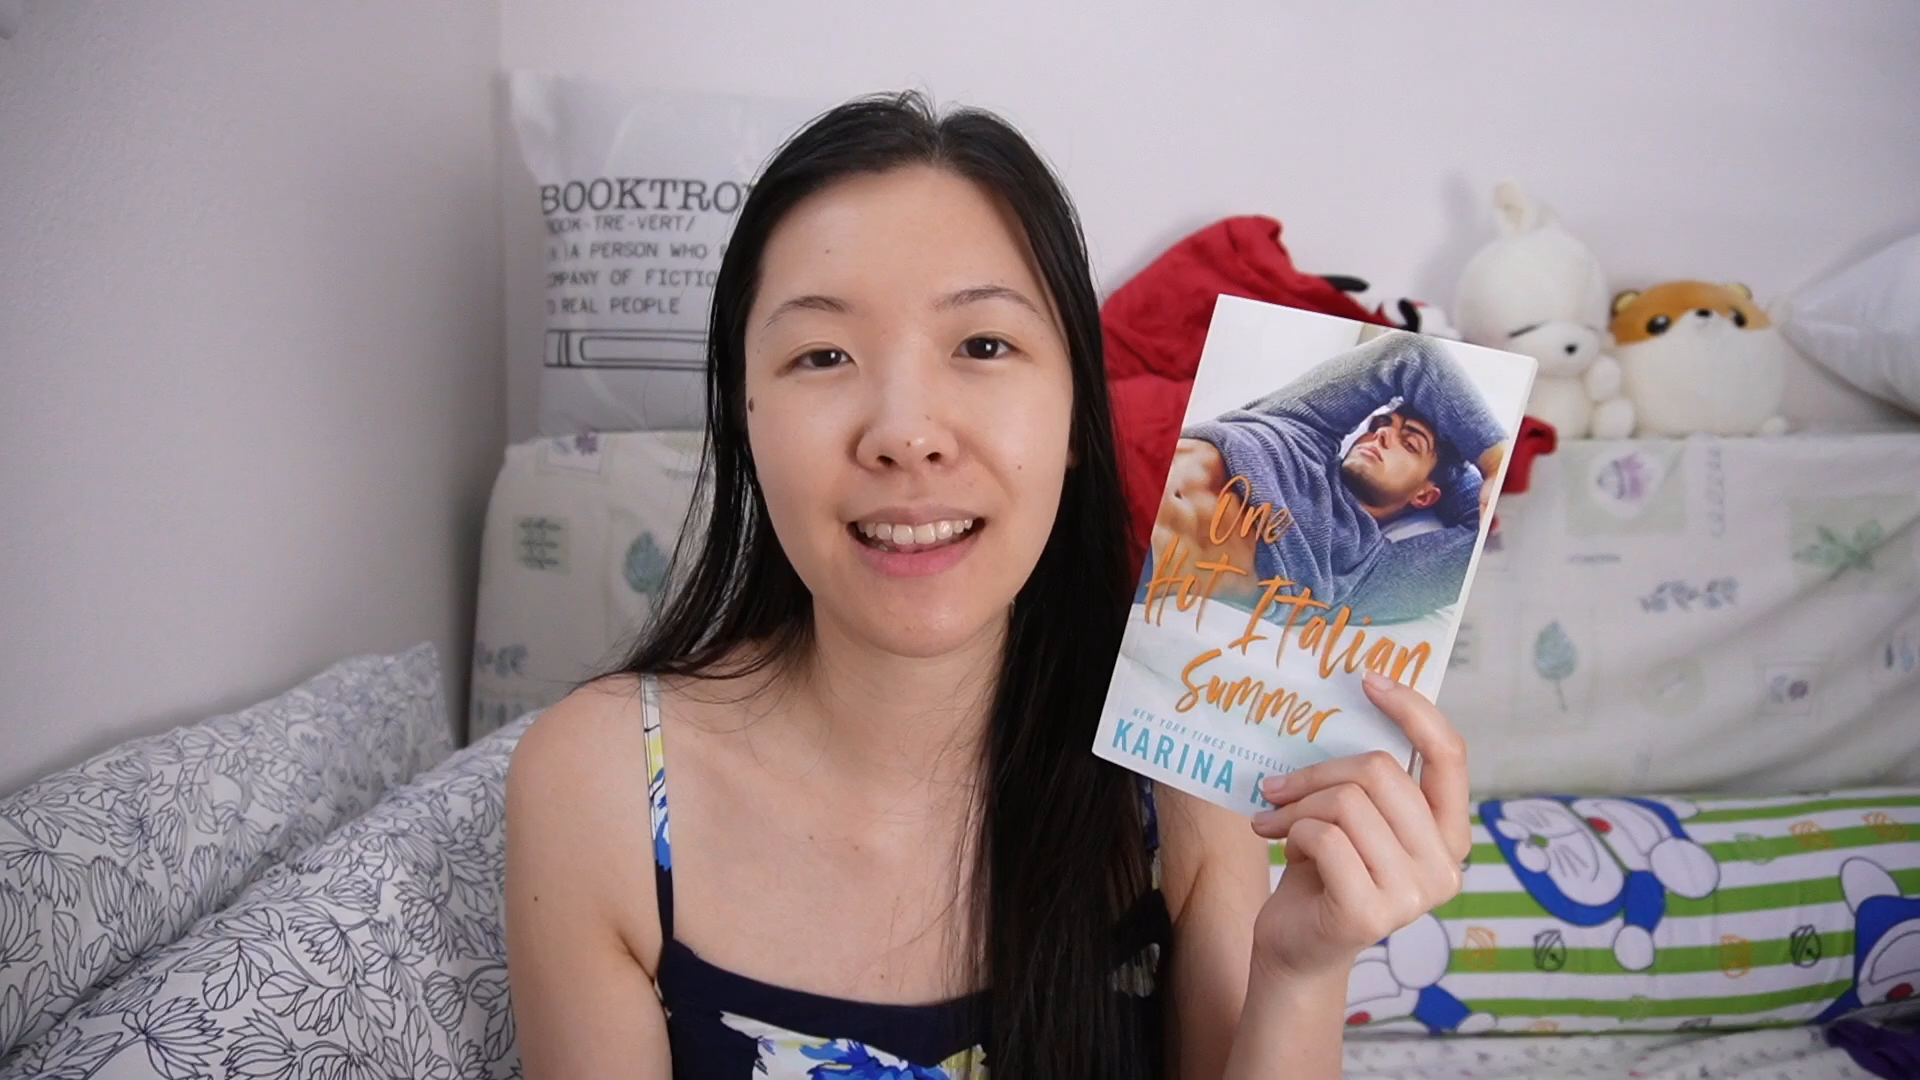 BOOKTRO
OOK-TRE-VERT/
A PERSON WHO
MPANY OF FICTIO
O REAL PEOPLE
One
Hot Italian
Summer
NEW YORK TIMES BESTSELLI
KARINA